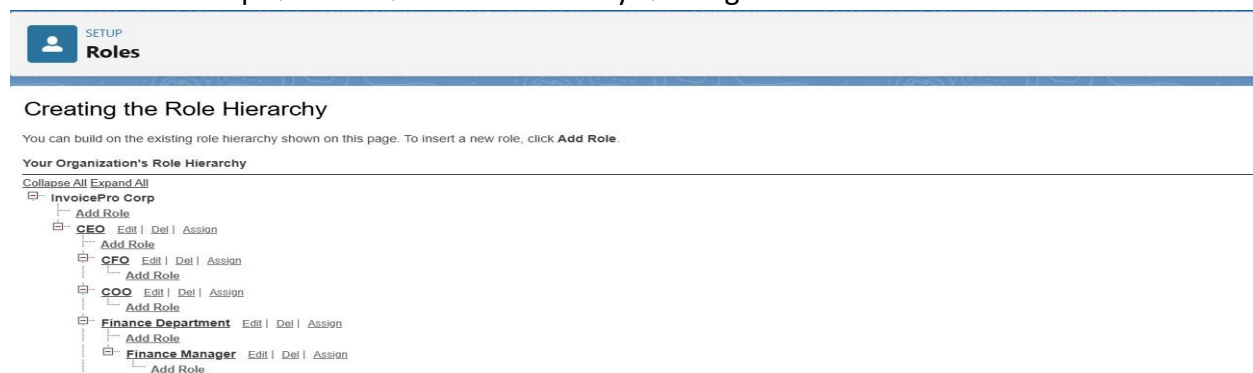 SETUP
Roles
Creating the Role Hierarchy
You can build on the existing role hierarchy shown on this page. To insert a new role, click Add Role.
Your Organization's Role Hierarchy
Collapse All Expand All
InvoicePro Corp
Add Role
CEO Edit | Del | Assign
Add Role
CFO Edit | Del | Assign
Add Role
COO Edit | Del | Assign
Add Role
Finance Department Edit | Del | Assign
Add Role
Finance Manager Edit | Del | Assign
Add Role